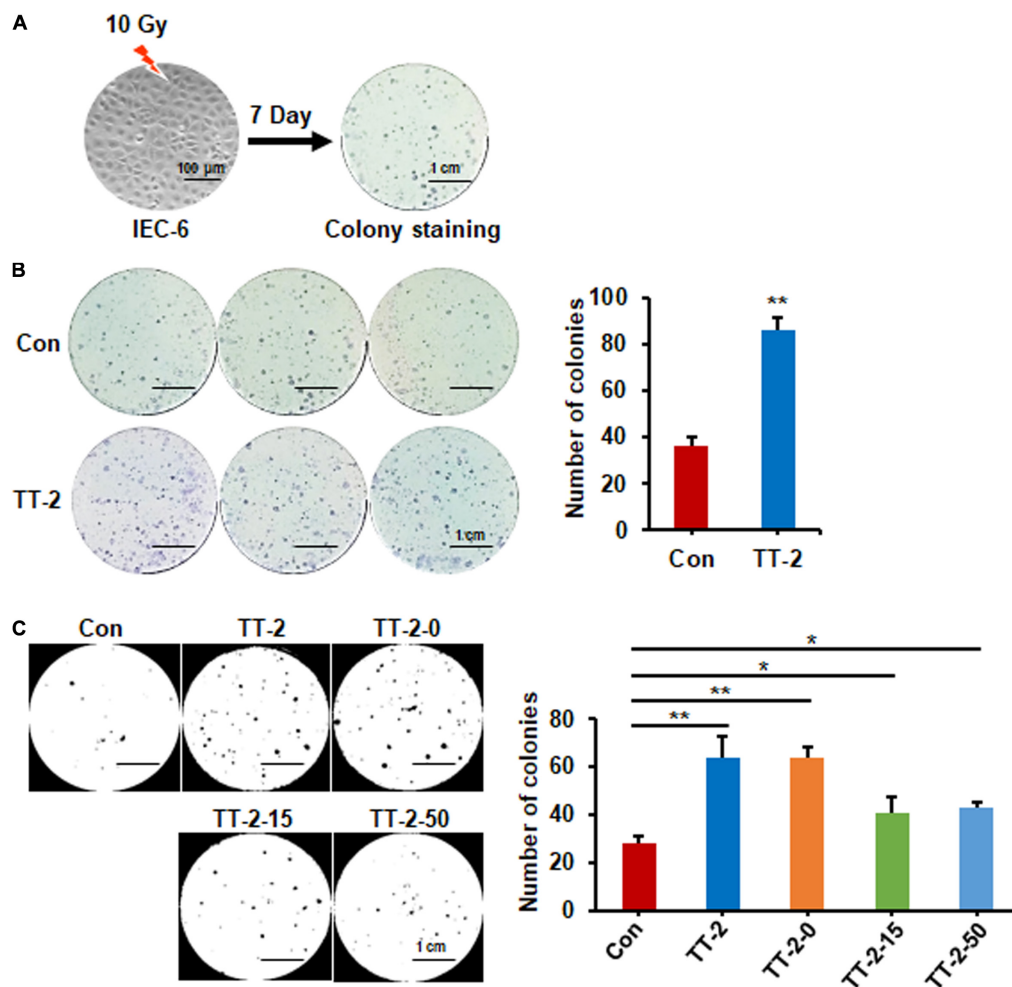 A
10 Gy
7 Day
100 µm
1 cm
IEC-6
Colony staining
B
Con
TT-2
1 cm
Number of colonies
100
80
60
40
20
0
**
Con
TT-2
C
Con
TT-2
TT-2-0
TT-2-15
TT-2-50
1 cm
Number of colonies
80
60
40
20
0
*
*
**
**
Con
TT-2
TT-2-0
TT-2-15
TT-2-50